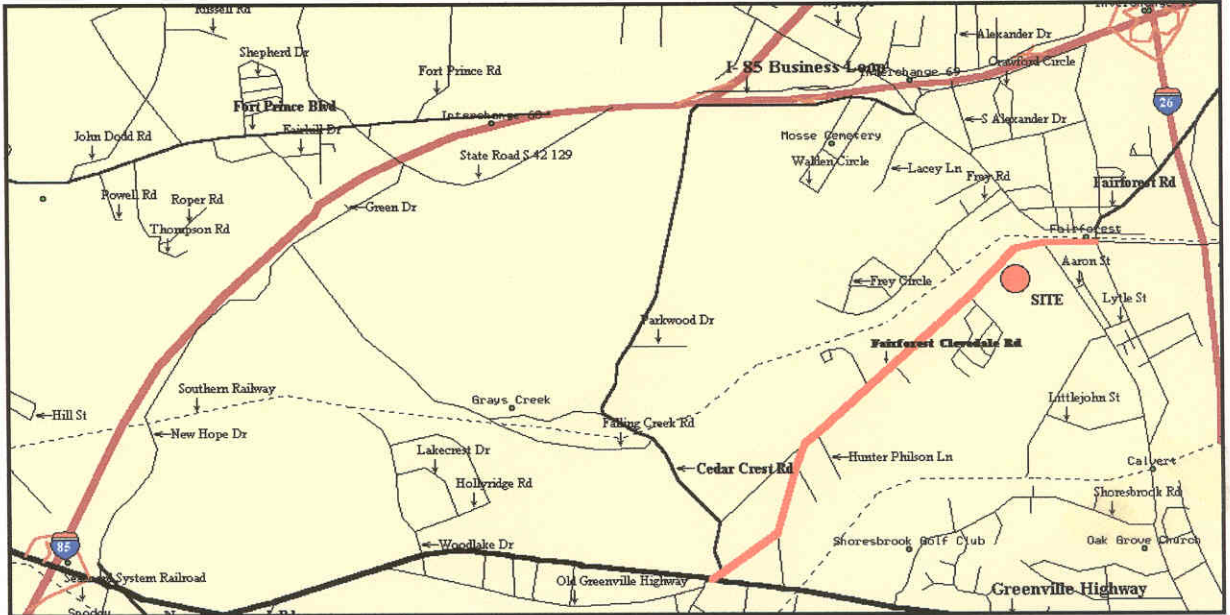 Russell Rd
Shepherd Dr
Fort Prince Rd
Alexander Dr
I- 85 Business Loop
Interchange 69
Crawford Circle
26
Fort Prince Blvd
Fairhill Dr
S Alexander Dr
John Dodd Rd
Mosse Cemetery
State Road S 42 129
Walden Circle
Lacey Ln
Frey Rd
Fairforest Rd
Powell Rd
Roper Rd
Green Dr
Thompson Rd
Fairforest
Aaron St
Frey Circle
SITE
Lytle St
Parkwood Dr
Fairforest Clevedale Rd
Southern Railway
Grays Creek
Littlejohn St
Hill St
New Hope Dr
Falling Creek Rd
Lakecrest Dr
Cedar Crest Rd
Hunter Philson Ln
Calvert
Hollyridge Rd
Shoresbrook Rd
85
Woodlake Dr
Shoresbrook Golf Club
Oak Grove Church
System Railroad
Old Greenville Highway
Greenville Highway